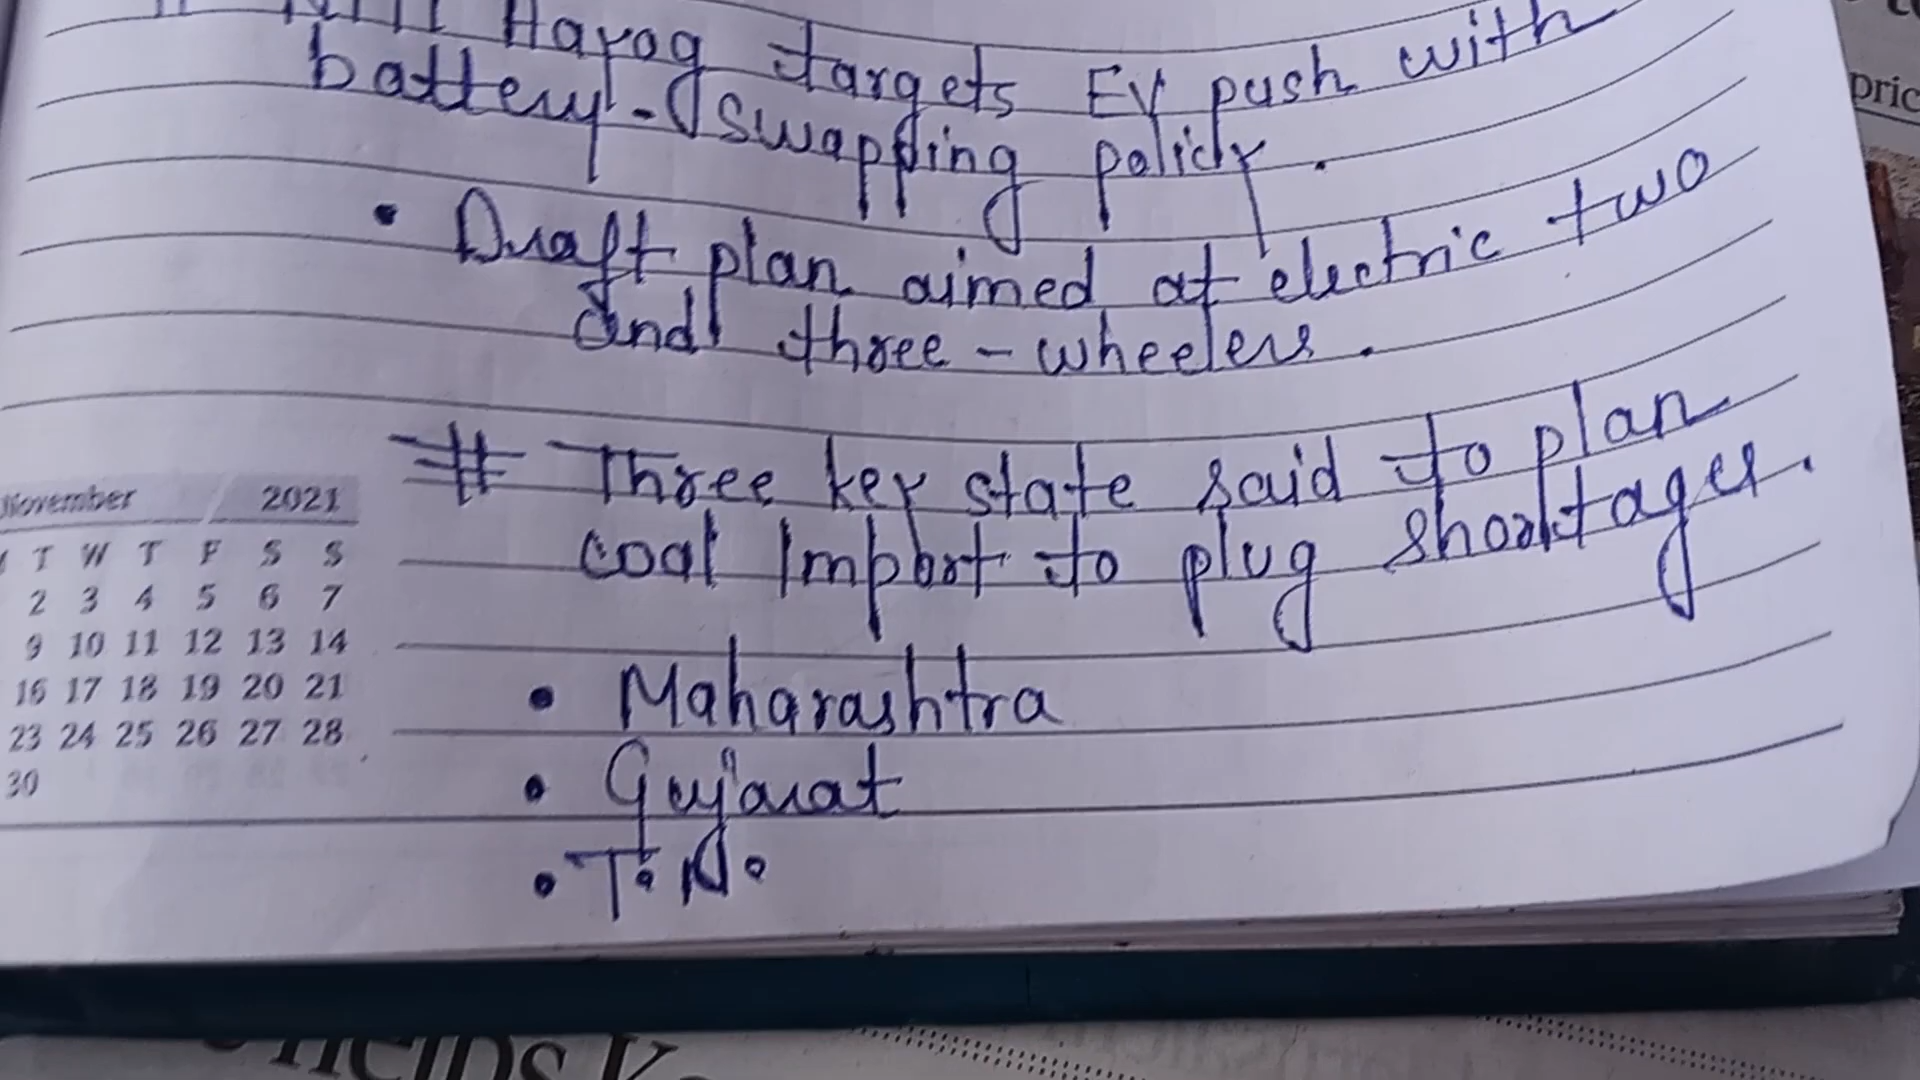 Hayog targets EV push with
battery-swapping policy.
• Draft plan aimed at electric two
and three-wheelers.
# Three key state said to plan
coal Import to plug shortages.
• Maharashtra
• Gujarat
• T.N.
November 2021
T W T F S S
2 3 4 5 6 7
9 10 11 12 13 14
16 17 18 19 20 21
23 24 25 26 27 28
30
pric